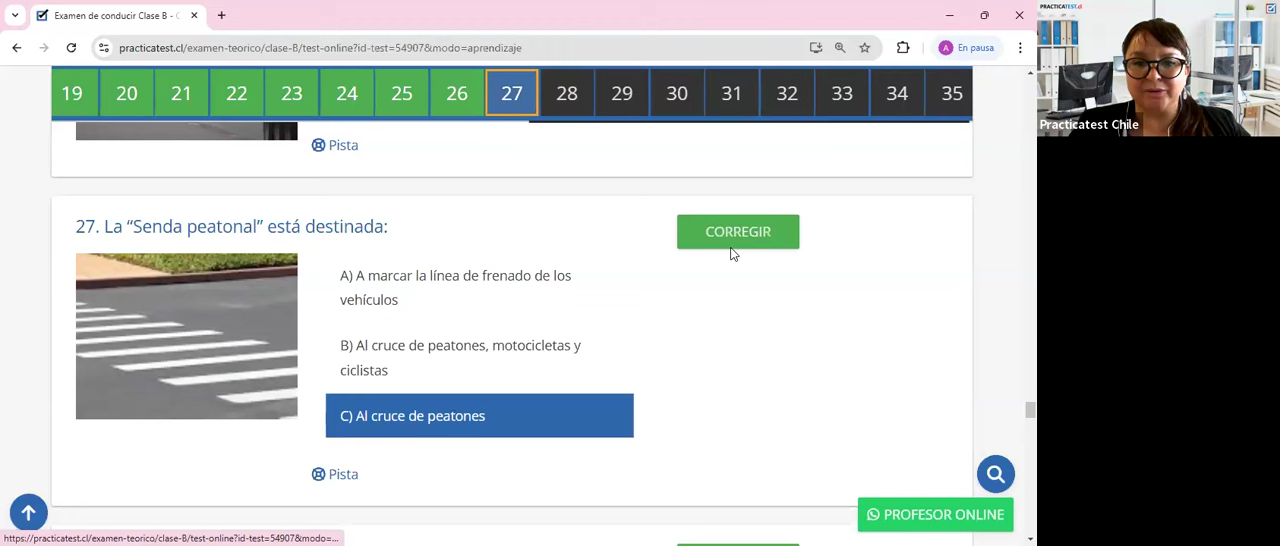 Examen de conducir Clase B - C
practicatest.cl/examen-teorico/clase-B/test-online?id-test=54907&modo=aprendizaje
A En pausa
PRACTICATEST.cl
Practicatest Chile
19 20 21 22 23 24 25 26 27 28 29 30 31 32 33 34 35
Pista
27. La “Senda peatonal” está destinada:
CORREGIR
A) A marcar la línea de frenado de los
vehículos
B) Al cruce de peatones, motocicletas y
ciclistas
C) Al cruce de peatones
Pista
PROFESOR ONLINE
https://practicatest.cl/examen-teorico/clase-B/test-online?id-test=54907&modo=...